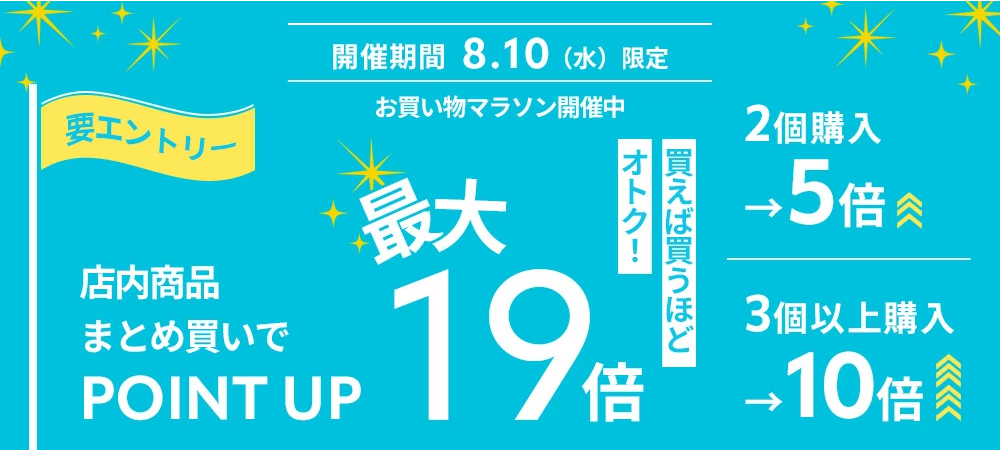 開催期間 8.10（水）限定
お買い物マラソン開催中
要エントリー
店内商品
まとめ買いで
POINT UP
最大
19倍
買えば買うほど
オトク！
2個購入
→5倍
3個以上購入
→10倍